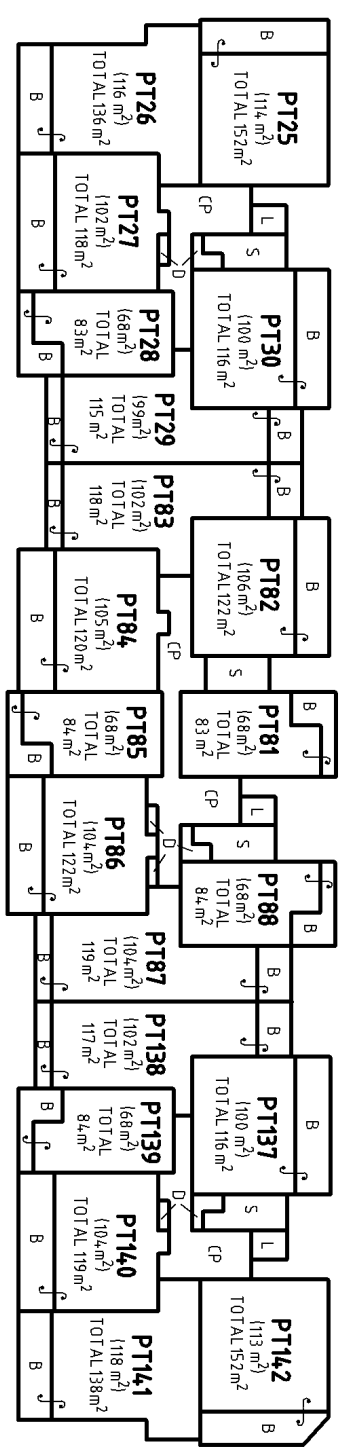 B
PT25
(114 m²)
TOTAL 152m²
L
CP
S
D
B
PT30
(100 m²)
TOTAL 116m²
B
B
B
PT82
(106m²)
TOTAL 122m²
S
CP
B
PT81
(68m²)
TOTAL
83 m²
L
CP
S
D
B
PT88
(68m²)
TOTAL
84m²
B
B
B
PT137
(100 m²)
TOTAL 116m²
S
L
D
CP
B
PT142
(113 m²)
TOTAL 152m²
PT26
(116 m²)
TOTAL 136m²
B
PT27
(102m²)
TOTAL 118m²
B
PT28
(68m²)
TOTAL
83m²
B
PT29
(99m²)
TOTAL
115m²
B
PT83
(102m²)
TOTAL
118m²
B
PT84
(105m²)
TOTAL 120m²
B
PT85
(68m²)
TOTAL
84m²
B
PT86
(104m²)
TOTAL 122m²
B
PT87
(104m²)
TOTAL
119m²
B
PT138
(102m²)
TOTAL
117m²
B
PT139
(68m²)
TOTAL
84m²
B
PT140
(104m²)
TOTAL 119m²
B
PT141
(118 m²)
TOTAL 138m²
B